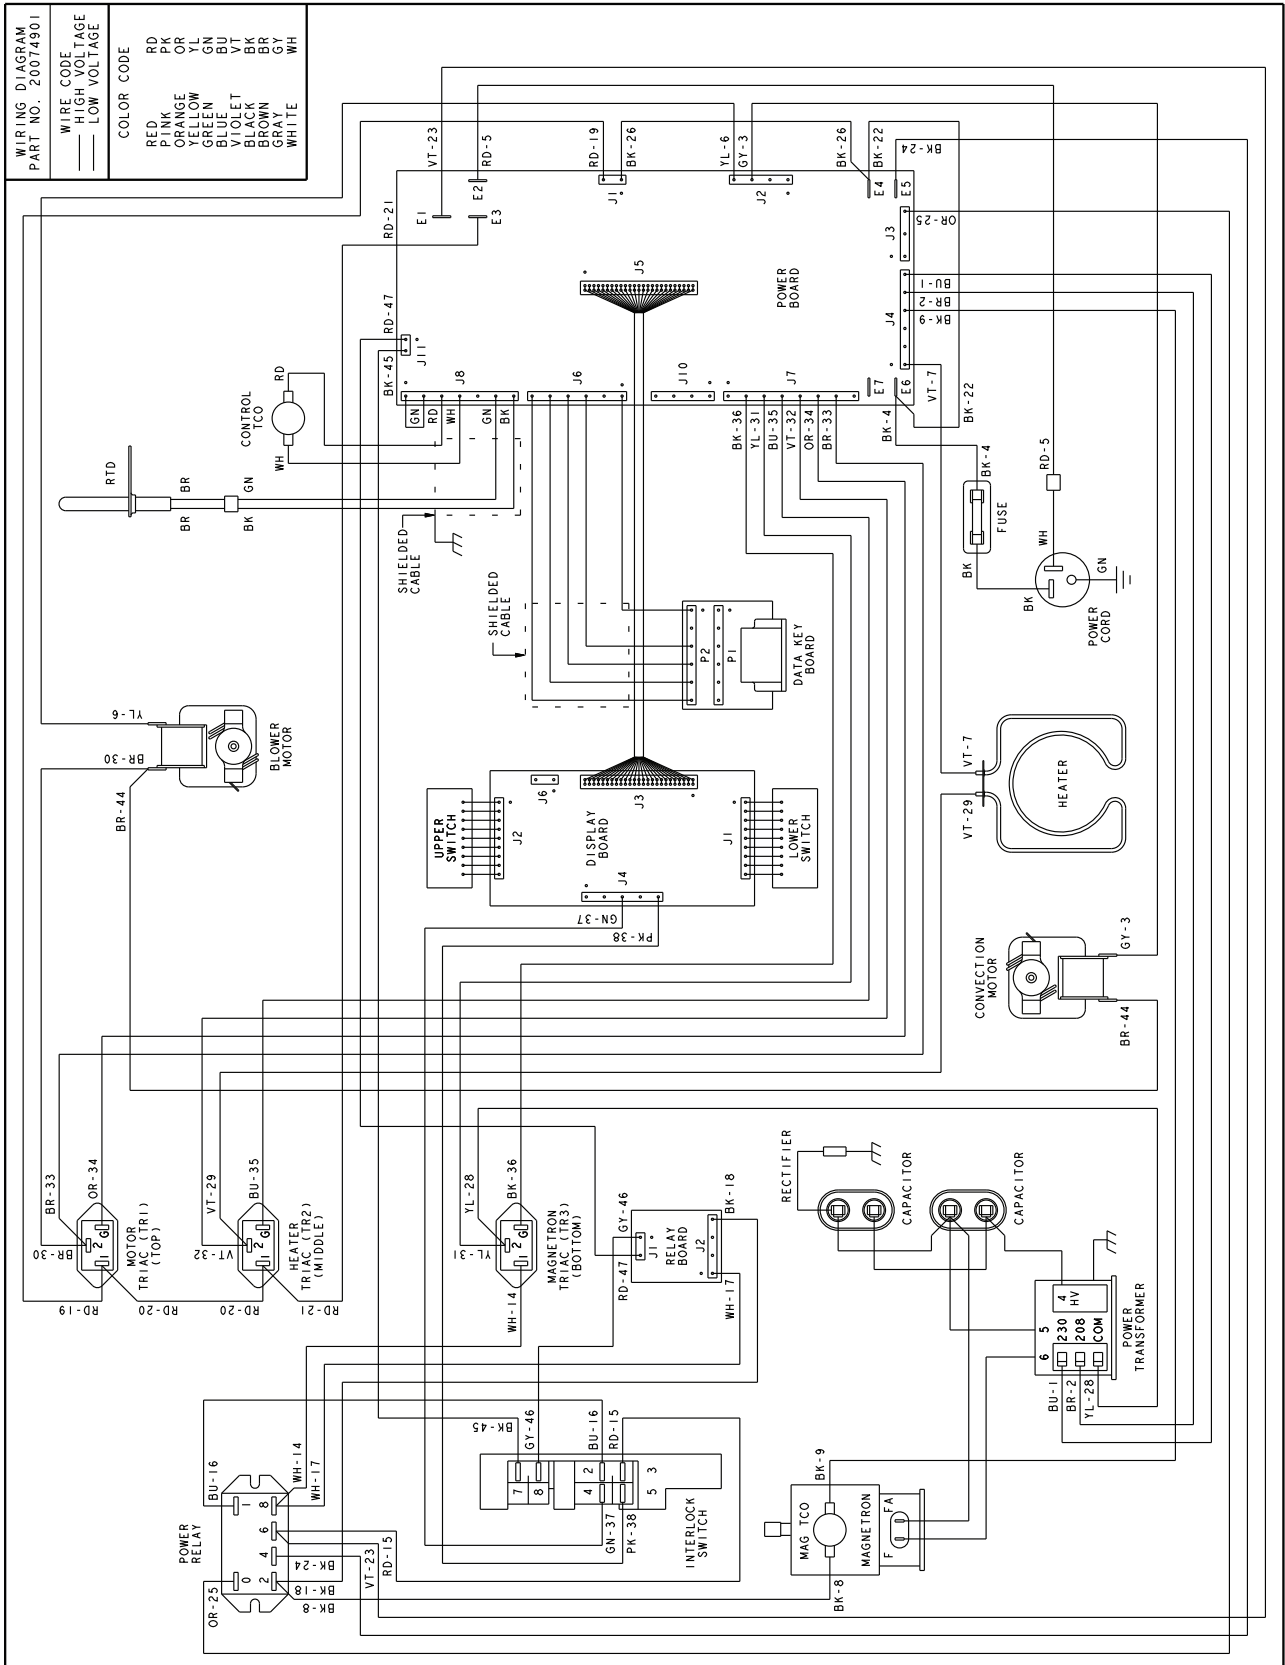 WIRING DIAGRAM
PART NO. 20074901
WIRE CODE
HIGH VOLTAGE
LOW VOLTAGE
COLOR CODE
RED RD
PINK PK
ORANGE OR
YELLOW YL
GREEN GN
BLUE BU
VIOLET VT
BLACK BK
BROWN BR
GRAY GY
WHITE WH
VT-23
RD-5
RD-19
BK-26
YL-6
GY-3
BK-26
BK-22
BK-24
RD-21
E1
E2
E3
J1
J2
E4
E5
OR-25
J3
J5
POWER
BOARD
BU-1
BR-2
BK-9
J4
RD-47
BK-45
J11
J8
J6
J10
J7
E7
E6
VT-7
BK-22
GN
RD
WH
GN
BK
BK-36
YL-31
BU-35
VT-32
OR-34
BR-33
BK-4
CONTROL
TCO
RD
WH
RTD
BR
BR
GN
BK
SHIELDED
CABLE
SHIELDED
CABLE
BK-4
FUSE
BK
RD-5
WH
BK
GN
POWER
CORD
P2
P1
DATA KEY
BOARD
YL-6
BR-30
BR-44
BLOWER
MOTOR
UPPER
SWITCH
J2
J6
J3
DISPLAY
BOARD
J4
J1
LOWER
SWITCH
GN-37
PK-38
VT-7
VT-29
HEATER
CONVECTION
MOTOR
GY-3
BR-44
BR-33
BR-30
OR-34
2
G
1
MOTOR
TRIAC (TR1)
(TOP)
RD-19
RD-20
VT-29
VT-32
BU-35
2
G
1
HEATER
TRIAC (TR2)
(MIDDLE)
RD-20
RD-21
YL-28
YL-31
BK-36
2
G
1
MAGNETRON
TRIAC (TR3)
(BOTTOM)
WH-14
GY-46
BK-18
J1
RELAY
BOARD
J2
RD-47
WH-17
RECTIFIER
CAPACITOR
CAPACITOR
4
HV
5
6
230
208
COM
POWER
TRANSFORMER
BU-1
BR-2
YL-28
BU-16
WH-14
WH-17
POWER
RELAY
1
8
6
4
0
2
OR-25
BK-24
BK-18
BK-8
VT-23
RD-15
BK-45
GY-46
BU-16
RD-15
7
8
2
4
3
5
GN-37
PK-38
INTERLOCK
SWITCH
BK-9
MAG TCO
MAGNETRON
F
FA
BK-8